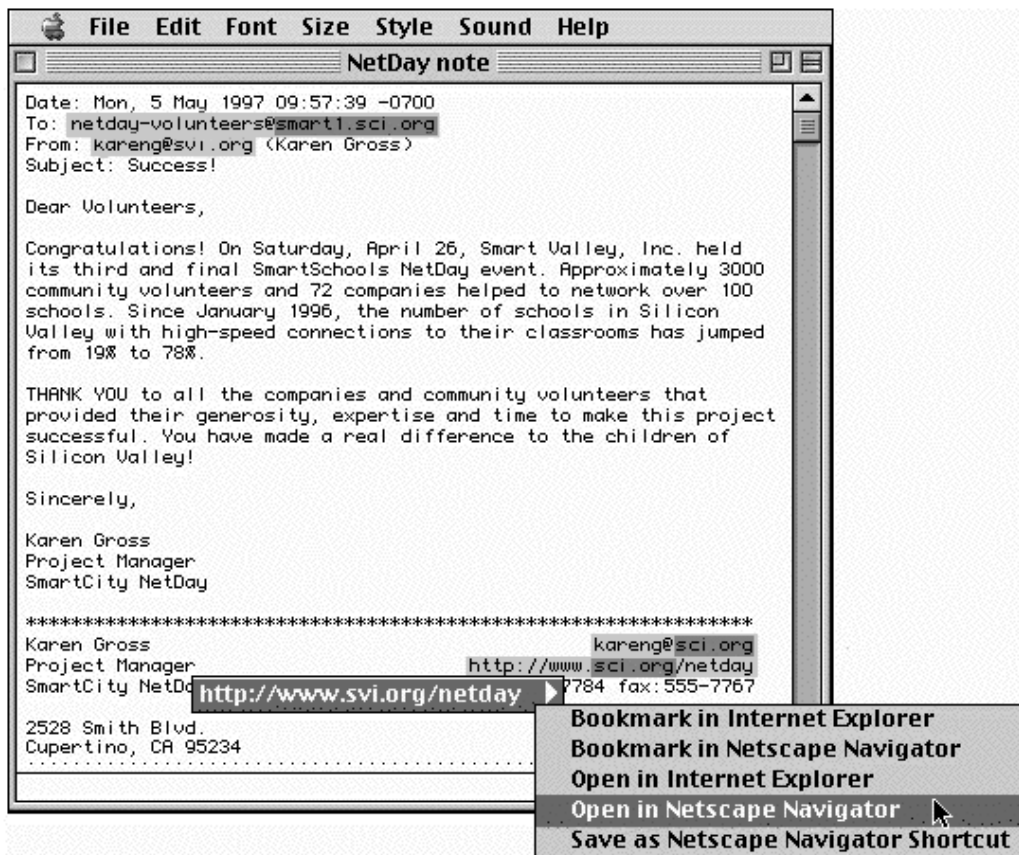 File Edit Font Size Style Sound Help
NetDay note
Date: Mon, 5 May 1997 09:57:39 -0700
To: netday-volunteers@smart1.sci.org
From: kareng@svi.org (Karen Gross)
Subject: Success!
Dear Volunteers,
Congratulations! On Saturday, April 26, Smart Valley, Inc. held
its third and final SmartSchools NetDay event. Approximately 3000
community volunteers and 72 companies helped to network over 100
schools. Since January 1996, the number of schools in Silicon
Valley with high-speed connections to their classrooms has jumped
from 19% to 78%.
THANK YOU to all the companies and community volunteers that
provided their generosity, expertise and time to make this project
successful. You have made a real difference to the children of
Silicon Valley!
Sincerely,
Karen Gross
Project Manager
SmartCity NetDay
********************************************************************
Karen Gross kareng@sci.org
Project Manager http://www.sci.org/netday
SmartCity 7784 fax:555-7767
http://www.svi.org/netday
2528 Smith Blvd.
Cupertino, CA 95234
Bookmark in Internet Explorer
Bookmark in Netscape Navigator
Open in Internet Explorer
Open in Netscape Navigator
Save as Netscape Navigator Shortcut